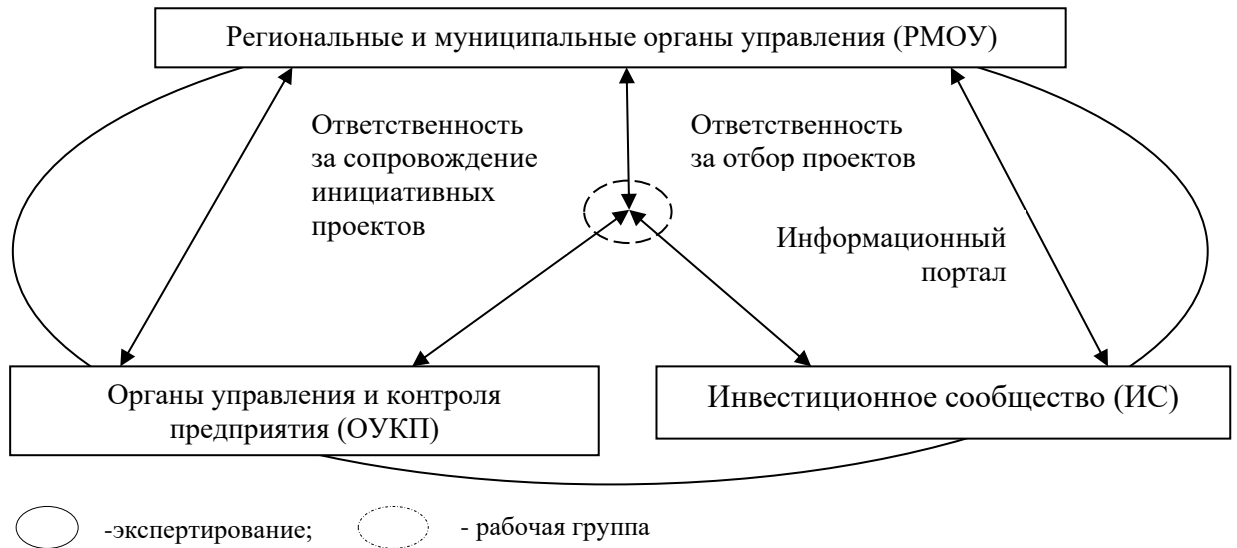 Региональные и муниципальные органы управления (РМОУ)
Ответственность
за сопровождение
инициативных
проектов
Ответственность
за отбор проектов
Информационный
портал
Органы управления и контроля
предприятия (ОУКП)
Инвестиционное сообщество (ИС)
-экспертирование;
- рабочая группа